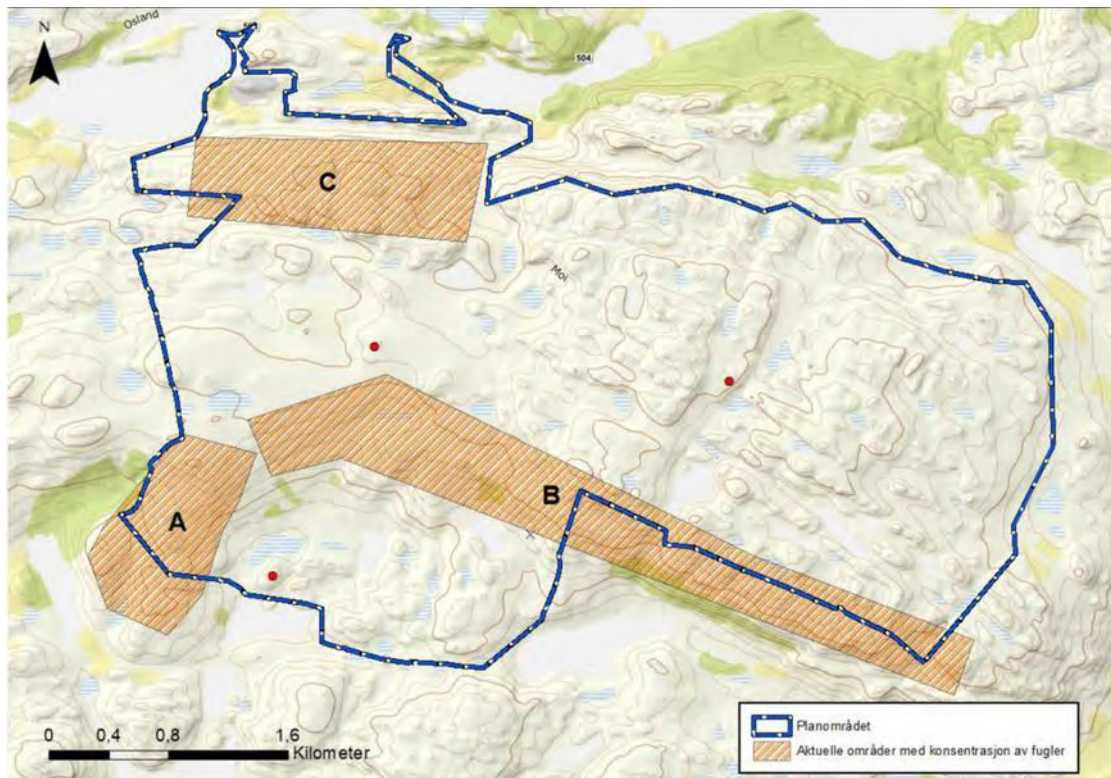 Osland
N
504
C
Moi
B
A
0 0,4 0,8 1,6
Kilometer
Planområdet
Aktuelle områder med konsentrasjon av fugler